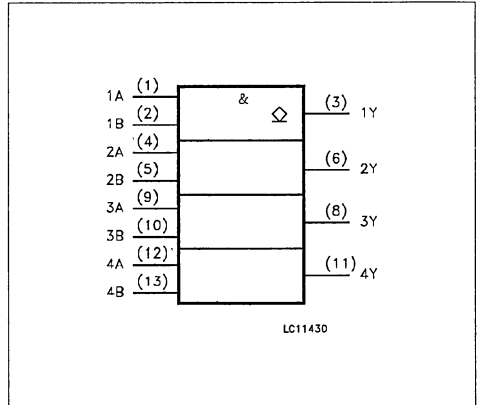 &
1A (1)
1B (2)
(3) 1Y
2A (4)
2B (5)
(6) 2Y
3A (9)
3B (10)
(8) 3Y
4A (12)
4B (13)
(11) 4Y
LC11430